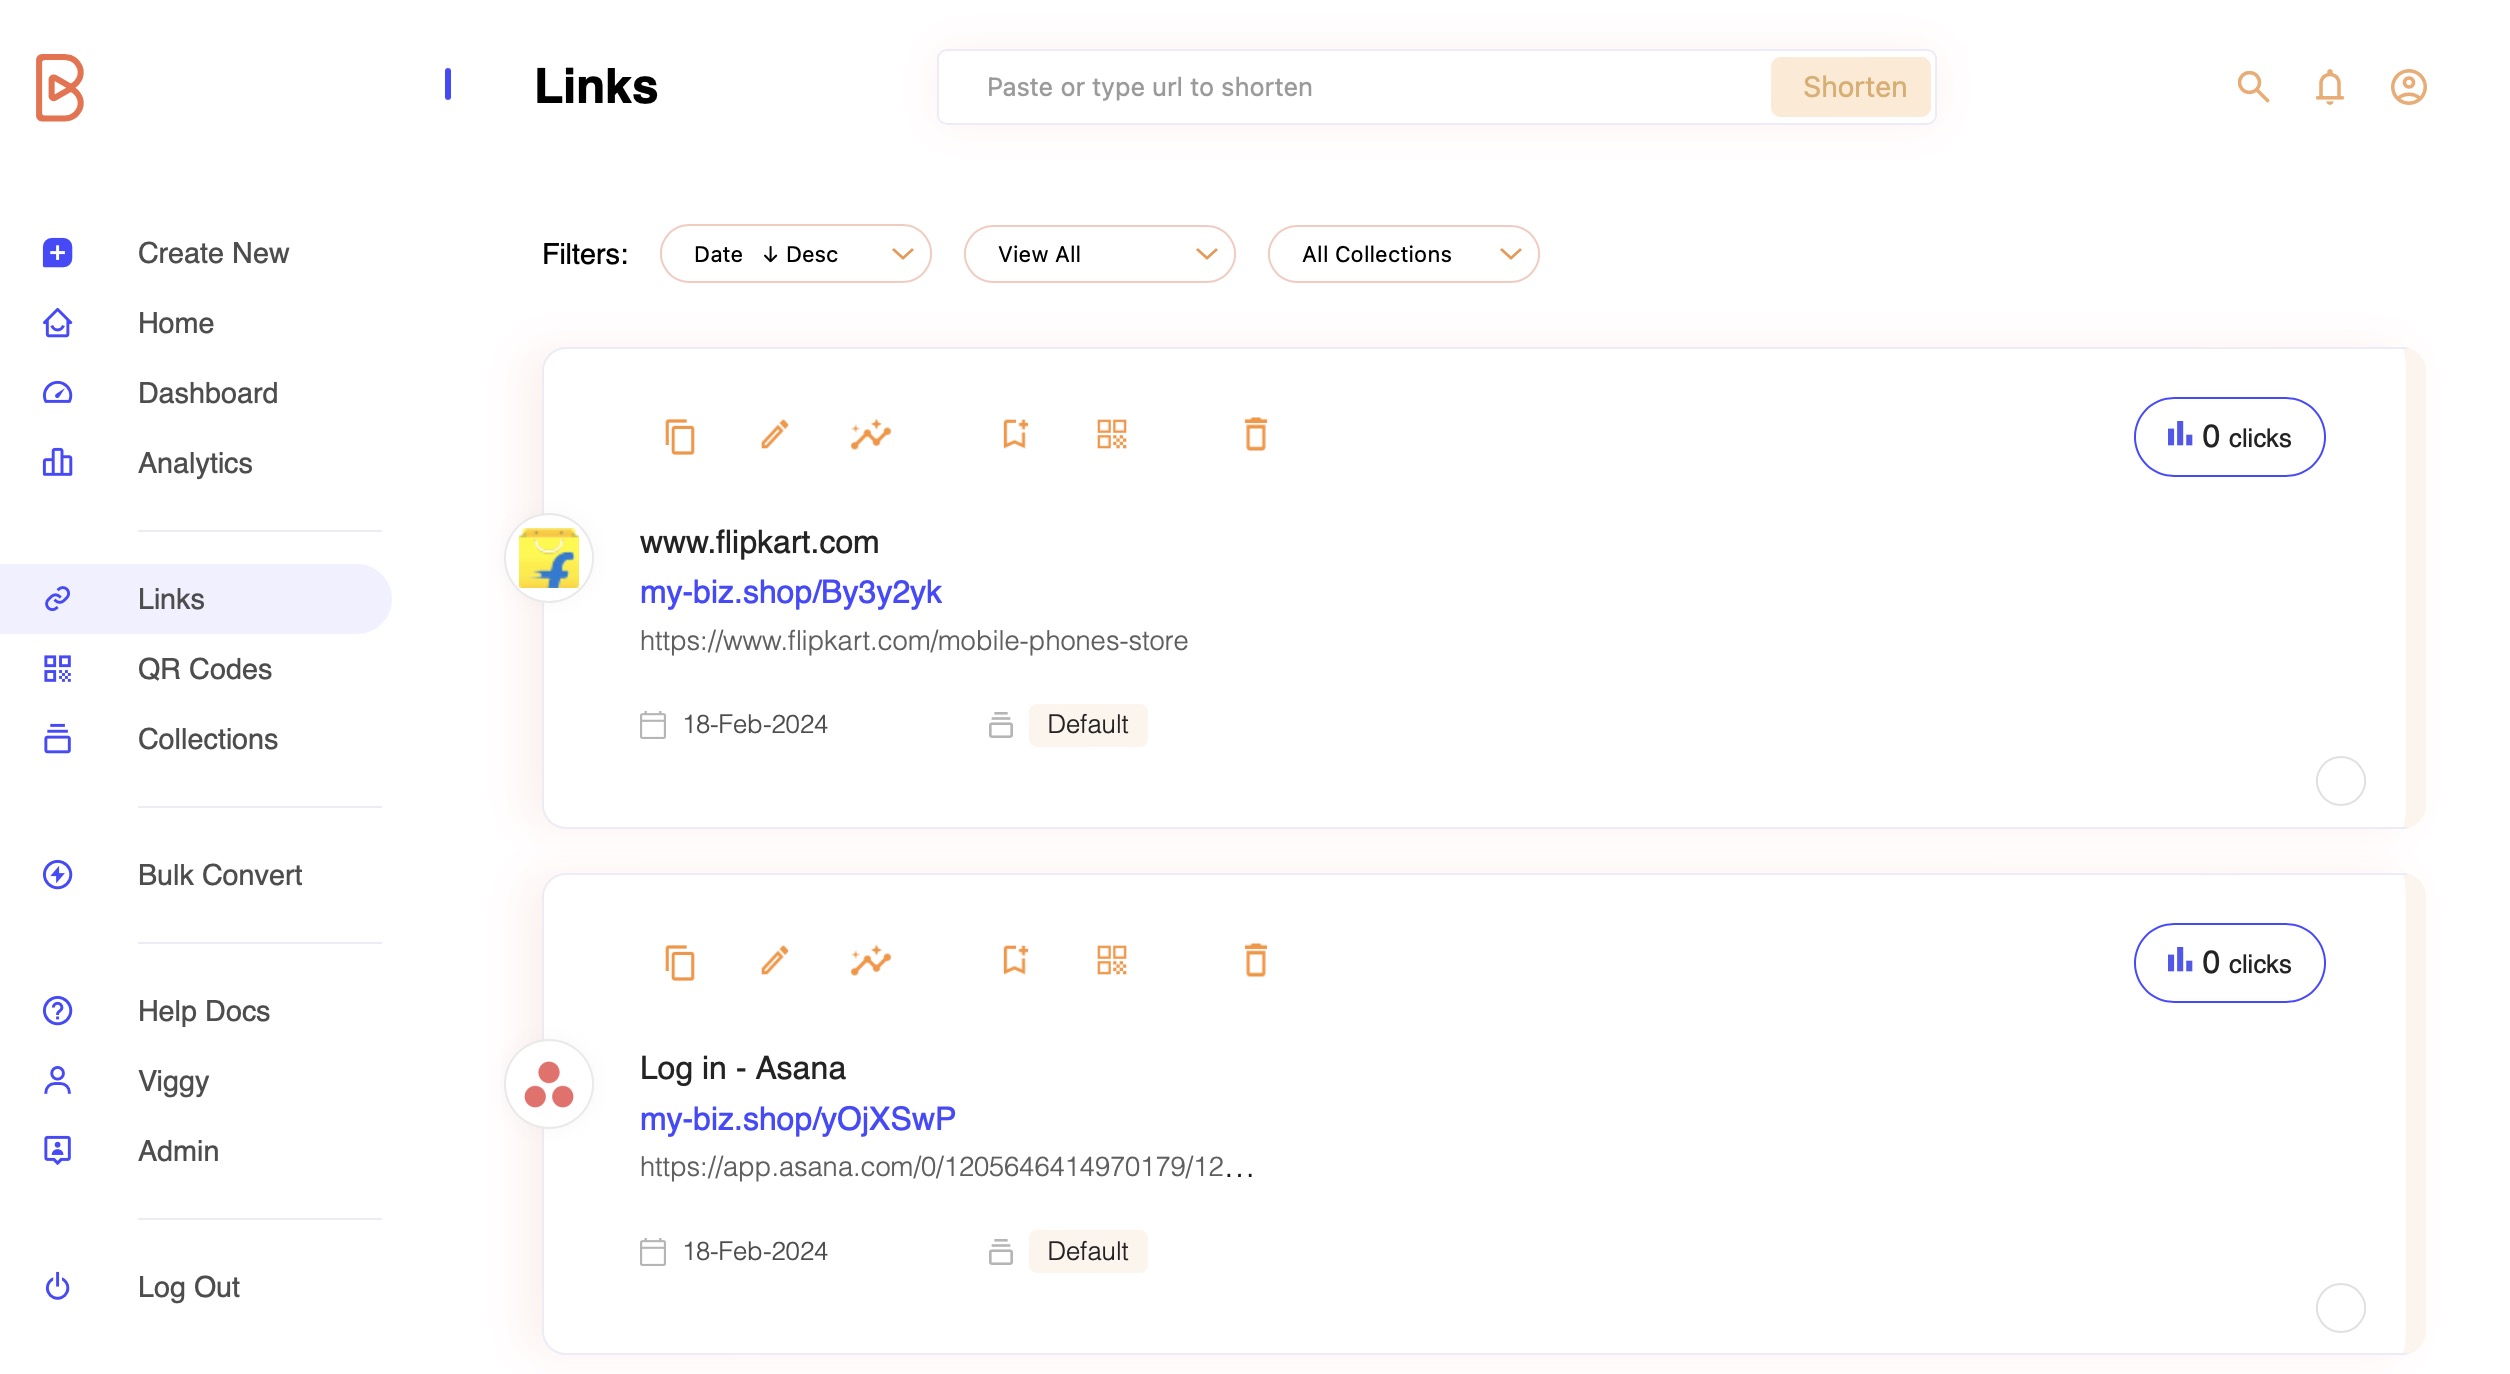 Links
Paste or type url to shorten
Shorten
Create New
Home
Dashboard
Analytics
Links
QR Codes
Collections
Bulk Convert
Help Docs
Viggy
Admin
Log Out
Filters:
Date ↓ Desc
View All
All Collections
0 clicks
www.flipkart.com
my-biz.shop/By3y2yk
https://www.flipkart.com/mobile-phones-store
18-Feb-2024
Default
0 clicks
Log in - Asana
my-biz.shop/yOjXSwP
https://app.asana.com/0/1205646414970179/12...
18-Feb-2024
Default